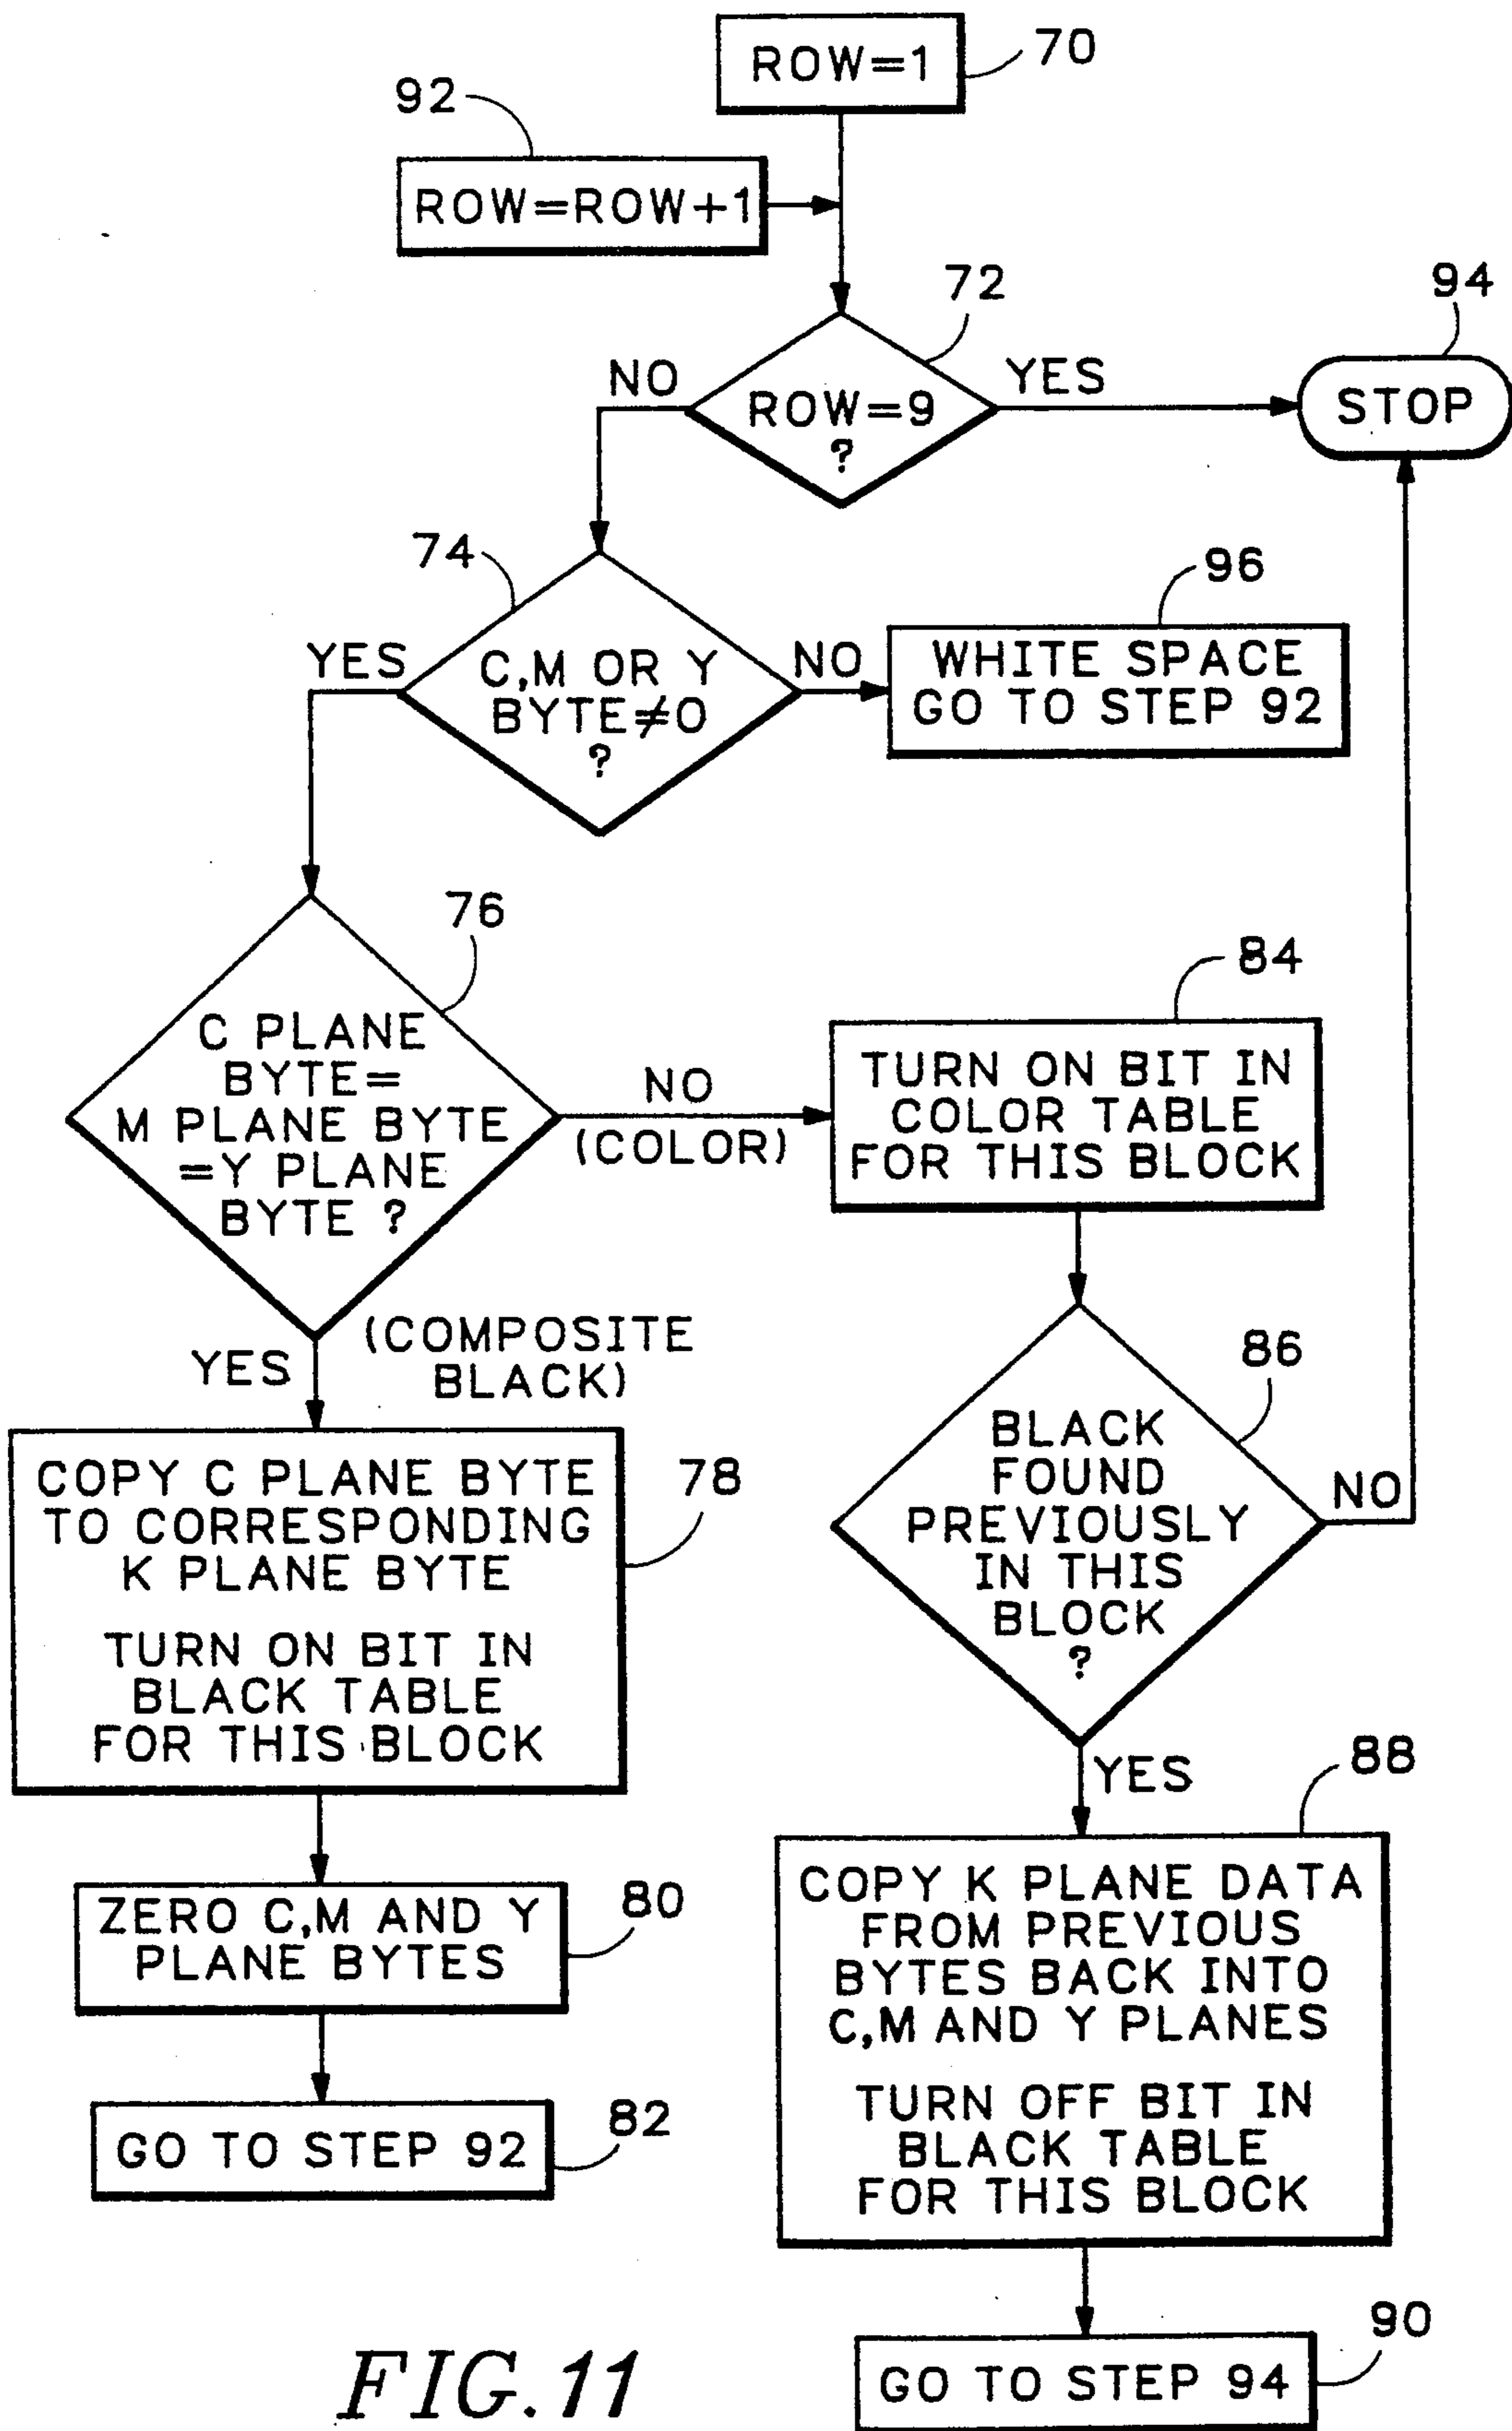 ROW=1
70
92
ROW=ROW+1
72
94
NO
YES
ROW=9
?
STOP
74
96
YES
C,M OR Y
BYTE≠0
?
NO
WHITE SPACE
GO TO STEP 92
76
84
C PLANE
BYTE=
M PLANE BYTE
=Y PLANE
BYTE ?
NO
(COLOR)
TURN ON BIT IN
COLOR TABLE
FOR THIS BLOCK
YES
(COMPOSITE
BLACK)
86
BLACK
FOUND
PREVIOUSLY
IN THIS
BLOCK
?
NO
COPY C PLANE BYTE
TO CORRESPONDING
K PLANE BYTE
TURN ON BIT IN
BLACK TABLE
FOR THIS BLOCK
78
YES
88
ZERO C,M AND Y
PLANE BYTES
80
COPY K PLANE DATA
FROM PREVIOUS
BYTES BACK INTO
C,M AND Y PLANES
TURN OFF BIT IN
BLACK TABLE
FOR THIS BLOCK
GO TO STEP 92
82
GO TO STEP 94
90
FIG.11